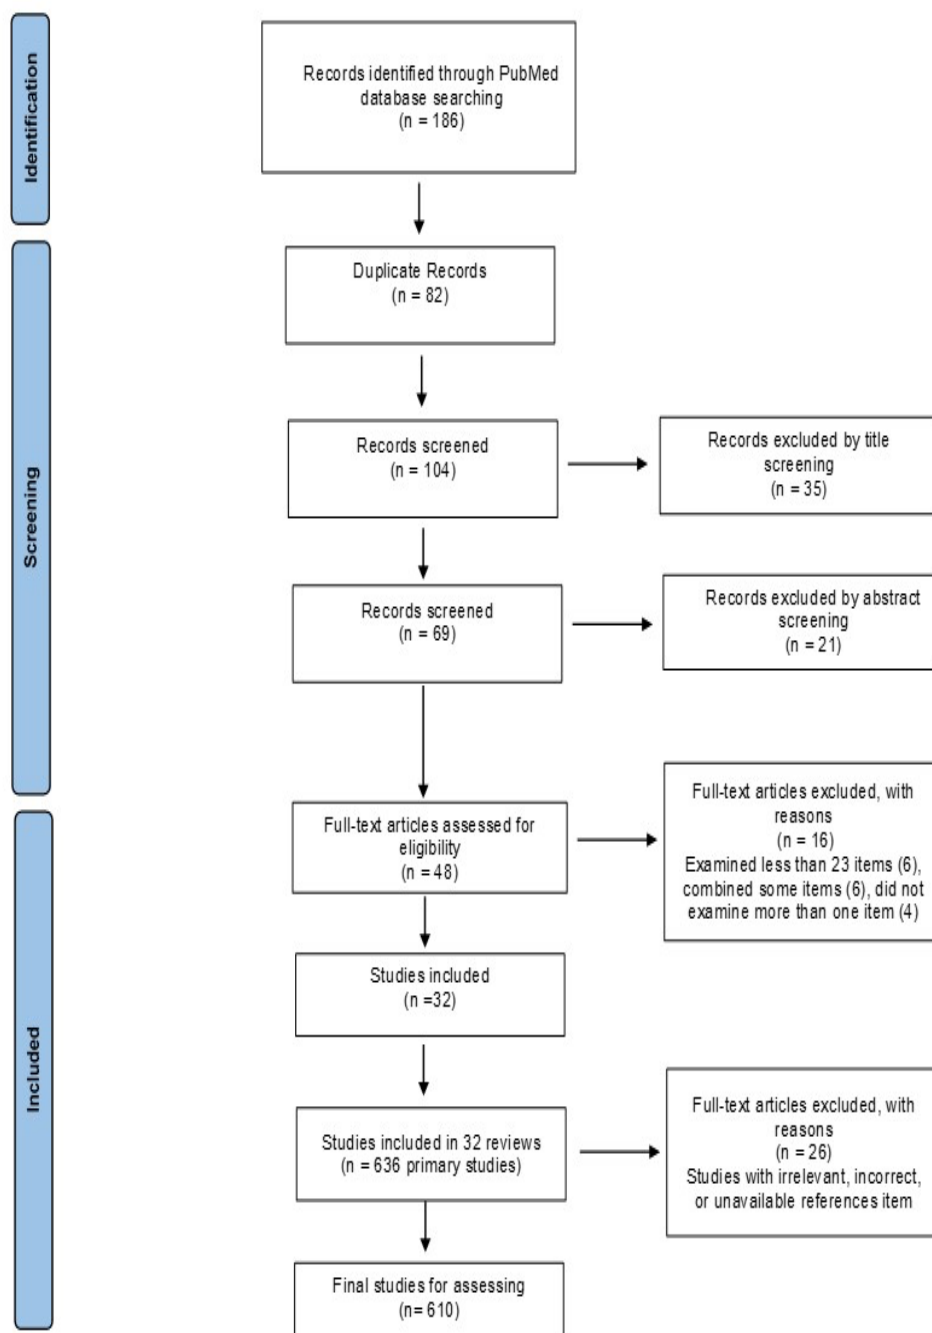 Identification
Records identified through PubMed
database searching
(n = 186)
Screening
Duplicate Records
(n = 82)
Records screened
(n = 104)
Records excluded by title
screening
(n = 35)
Records screened
(n = 69)
Records excluded by abstract
screening
(n = 21)
Included
Full-text articles assessed for
eligibility
(n = 48)
Full-text articles excluded, with
reasons
(n = 16)
Examined less than 23 items (6),
combined some items (6), did not
examine more than one item (4)
Studies included
(n =32)
Studies included in 32 reviews
(n = 636 primary studies)
Full-text articles excluded, with
reasons
(n = 26)
Studies with irrelevant, incorrect,
or unavailable references item
Final studies for assessing
(n= 610)